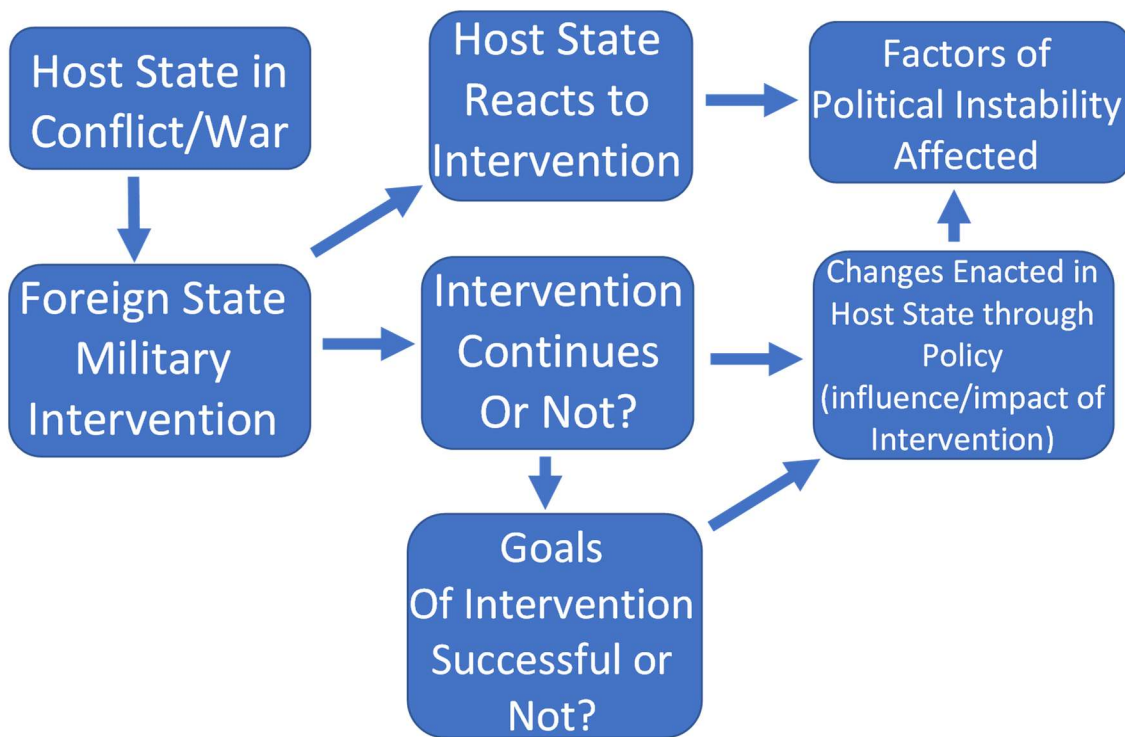 Host State in
Conflict/War
Host State
Reacts to
Intervention
Factors of
Political Instability
Affected
Foreign State
Military
Intervention
Intervention
Continues
Or Not?
Changes Enacted in
Host State through
Policy
(influence/impact of
Intervention)
Goals
Of Intervention
Successful or
Not?